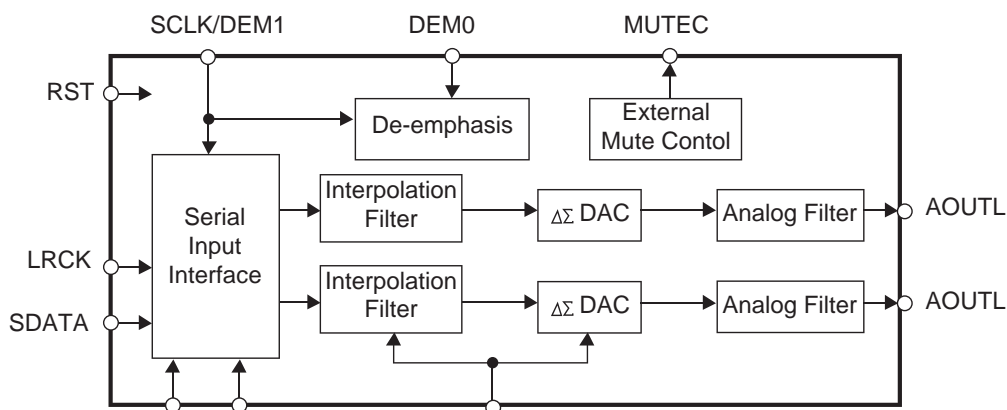 SCLK/DEM1
DEM0
MUTEC
RST
De-emphasis
External
Mute Contol
Serial
Input
Interface
Interpolation
Filter
ΔΣ DAC
Analog Filter
AOUTL
LRCK
Interpolation
Filter
ΔΣ DAC
Analog Filter
AOUTL
SDATA